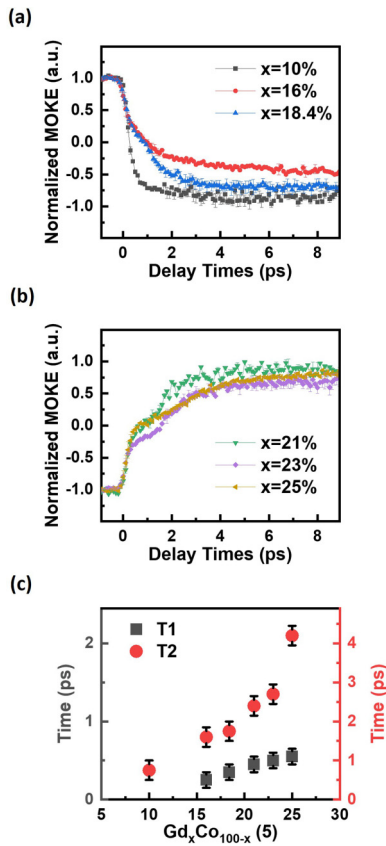 (a)
Normalized MOKE (a.u.)
1.0
0.5
0.0
-0.5
-1.0
x=10%
x=16%
x=18.4%
0 2 4 6 8
Delay Times (ps)
(b)
Normalized MOKE (a.u.)
1.0
0.5
0.0
-0.5
-1.0
x=21%
x=23%
x=25%
0 2 4 6 8
Delay Times (ps)
(c)
Time (ps)
2
1
0
T1
T2
5
4
3
2
1
0
Time (ps)
5 10 15 20 25 30
GdxCo100-x (5)